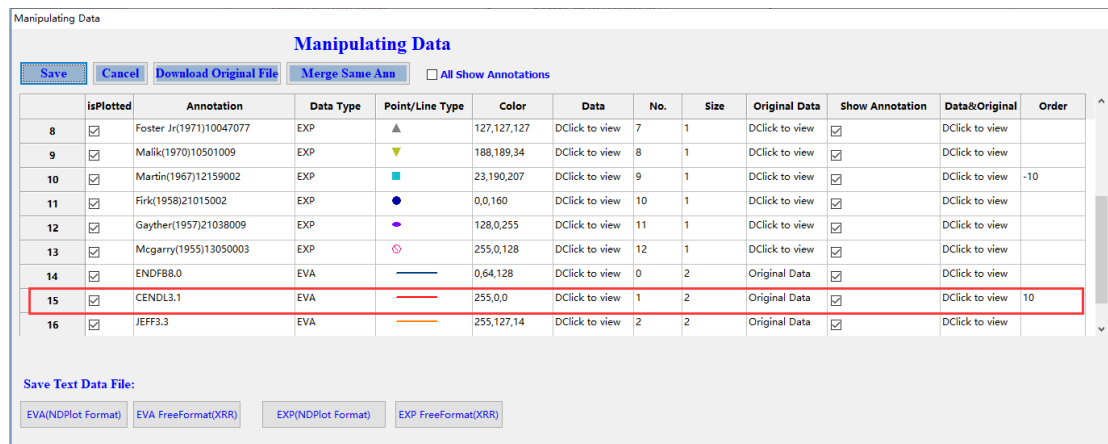 Manipulating Data
Manipulating Data
Save Cancel Download Original File Merge Same Ann All Show Annotations
isPlotted Annotation Data Type Point/Line Type Color Data No. Size Original Data Show Annotation Data&Original Order
8 Foster Jr(1971)10047077 EXP 127,127,127 DClick to view 7 1 DClick to view DClick to view
9 Malik(1970)10501009 EXP 188,189,34 DClick to view 8 1 DClick to view DClick to view
10 Martin(1967)12159002 EXP 23,190,207 DClick to view 9 1 DClick to view DClick to view -10
11 Firk(1958)21015002 EXP 0,0,160 DClick to view 10 1 DClick to view DClick to view
12 Gayther(1957)21038009 EXP 128,0,255 DClick to view 11 1 DClick to view DClick to view
13 Mcgarry(1955)13050003 EXP 255,0,128 DClick to view 12 1 DClick to view DClick to view
14 ENDFB8.0 EVA 0,64,128 DClick to view 0 2 Original Data DClick to view
15 CENDL3.1 EVA 255,0,0 DClick to view 1 2 Original Data DClick to view 10
16 JEFF3.3 EVA 255,127,14 DClick to view 2 2 Original Data DClick to view
Save Text Data File:
EVA(NDPlot Format) EVA FreeFormat(XRR) EXP(NDPlot Format) EXP FreeFormat(XRR)